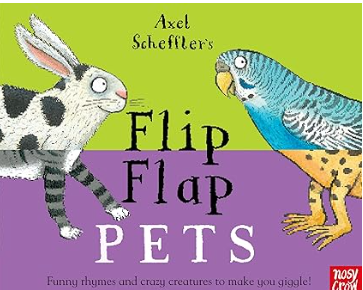 Axel
Scheffler's
Flip
Flap
PETS
Funny rhymes and crazy creatures to make you giggle!
nosy
crow